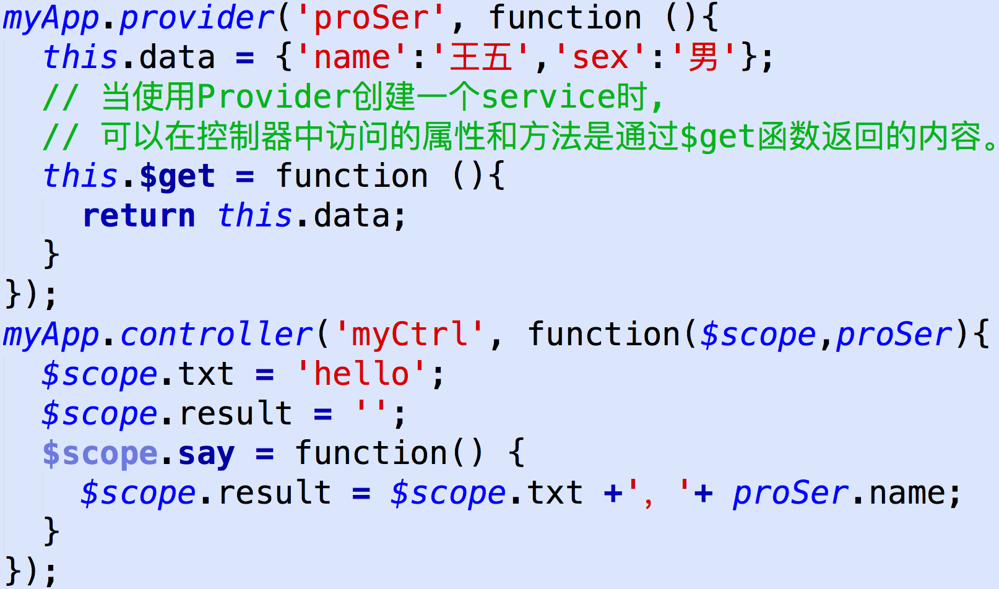 myApp.provider('proSer', function (){
  this.data = {'name':'王五','sex':'男'};
  // 当使用Provider创建一个service时,
  // 可以在控制器中访问的属性和方法是通过$get函数返回的内容。
  this.$get = function (){
    return this.data;
  }
});
myApp.controller('myCtrl', function($scope,proSer){
  $scope.txt = 'hello';
  $scope.result = '';
  $scope.say = function() {
    $scope.result = $scope.txt +'，'+ proSer.name;
  }
});